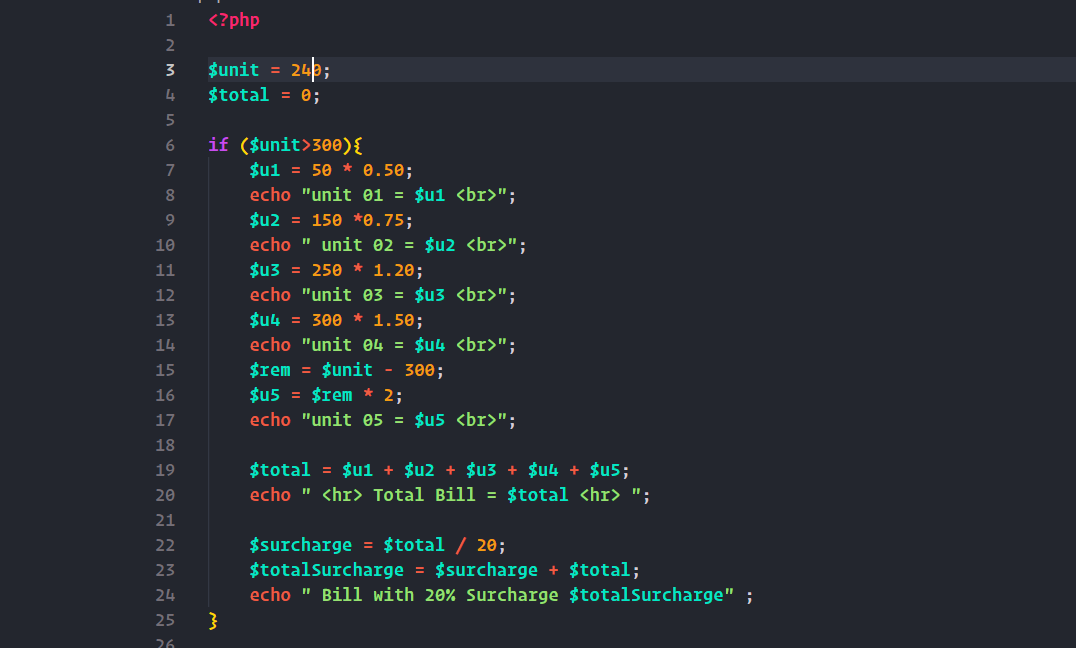 1 <?php
2
3 $unit = 240;
4 $total = 0;
5
6 if ($unit>300){
7 $u1 = 50 * 0.50;
8 echo "unit 01 = $u1 <br>";
9 $u2 = 150 *0.75;
10 echo " unit 02 = $u2 <br>";
11 $u3 = 250 * 1.20;
12 echo "unit 03 = $u3 <br>";
13 $u4 = 300 * 1.50;
14 echo "unit 04 = $u4 <br>";
15 $rem = $unit - 300;
16 $u5 = $rem * 2;
17 echo "unit 05 = $u5 <br>";
18
19 $total = $u1 + $u2 + $u3 + $u4 + $u5;
20 echo " <hr> Total Bill = $total <hr> ";
21
22 $surcharge = $total / 20;
23 $totalSurcharge = $surcharge + $total;
24 echo " Bill with 20% Surcharge $totalSurcharge" ;
25 }
26